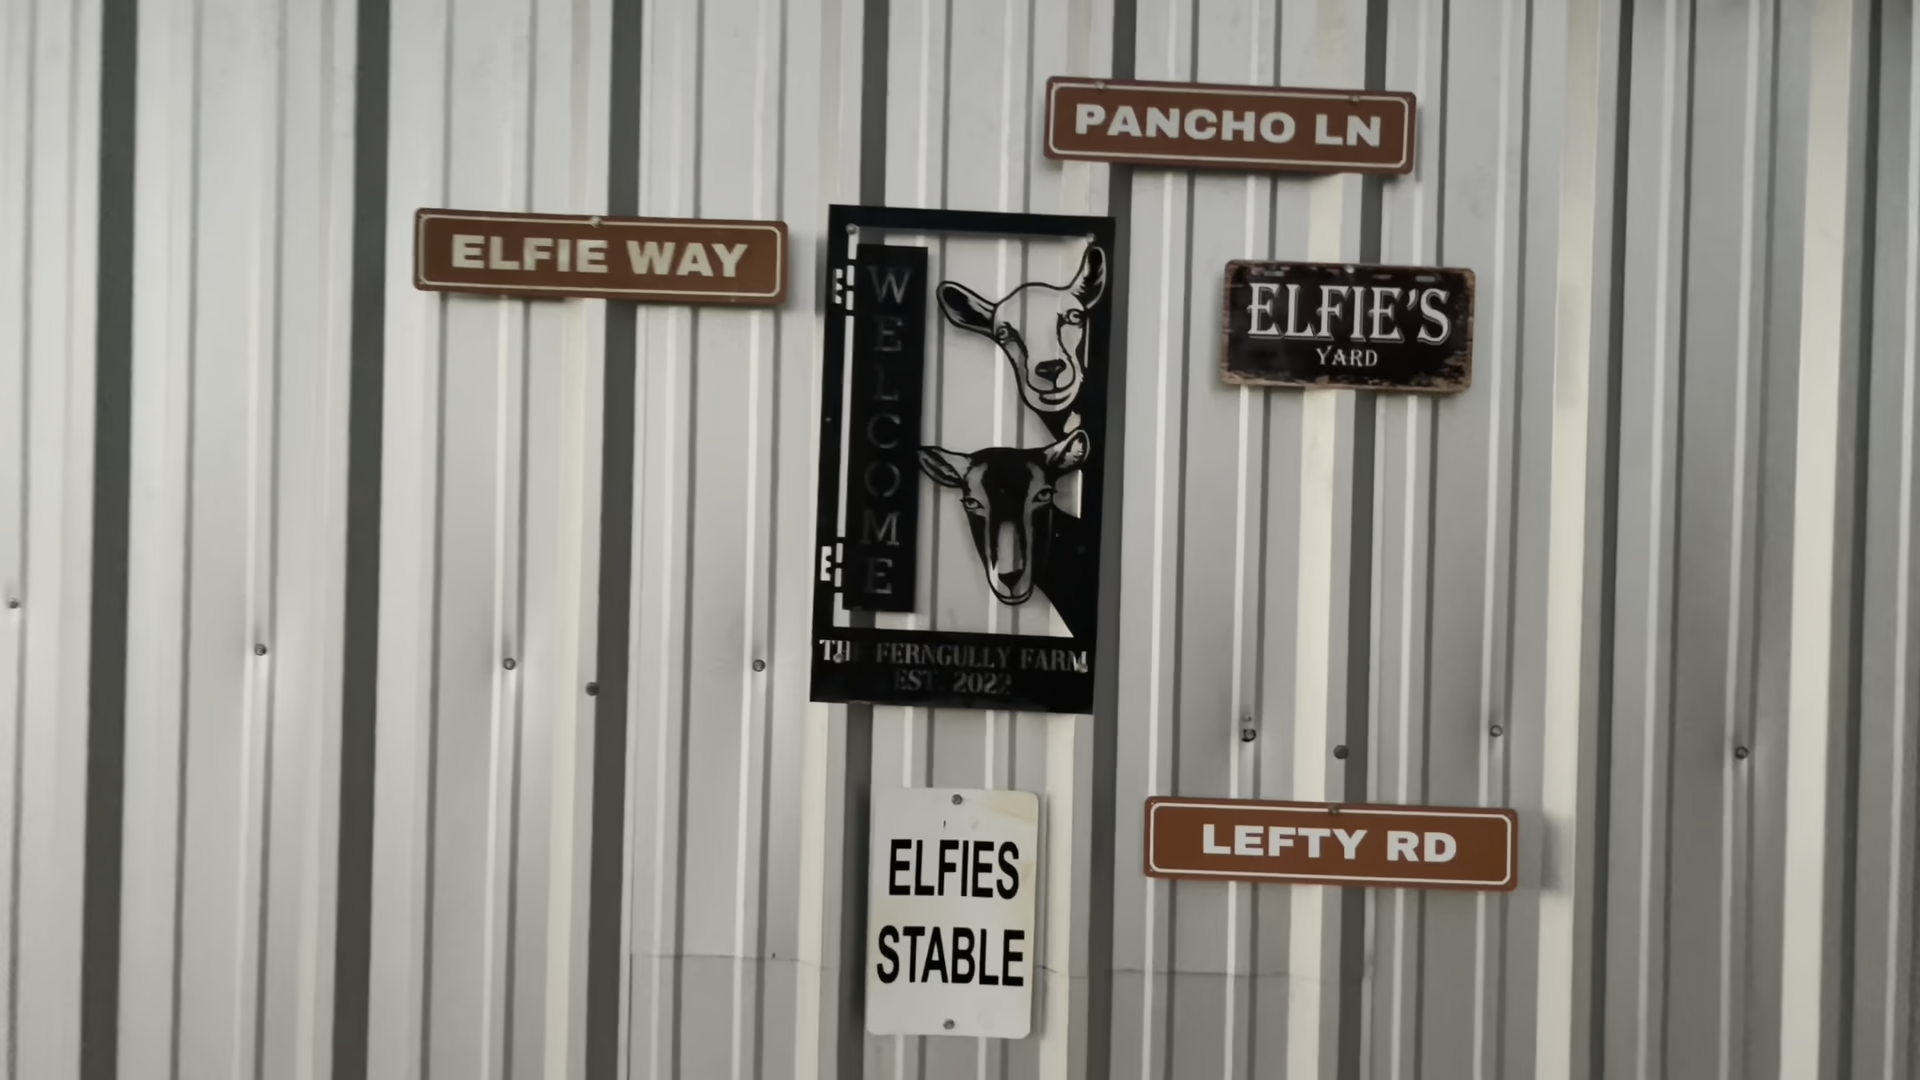 PANCHO LN
ELFIE WAY
WELCOME
ELFIE'S
YARD
THE FERNGULLY FARM
EST. 2022
LEFTY RD
ELFIES
STABLE